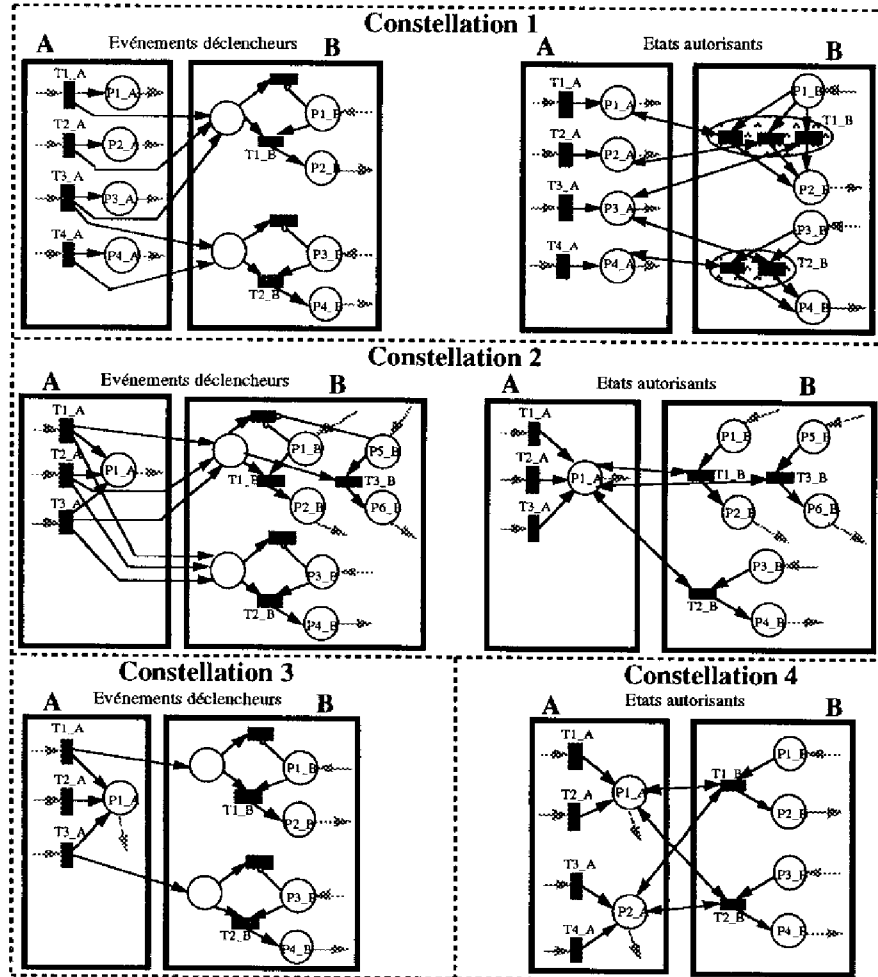 Constellation 1
A
Evénements déclencheurs
B
T1_A
P1_A
T2_A
P2_A
T3_A
P3_A
T4_A
P4_A
P1_B
T1_B
P2_B
P3_B
T2_B
P4_B
A
Etats autorisants
B
T1_A
P1_A
T2_A
P2_A
T3_A
P3_A
T4_A
P4_A
P1_B
T1_B
P2_B
P3_B
T2_B
P4_B
Constellation 2
A
Evénements déclencheurs
B
T1_A
T2_A
P1_A
T3_A
P1_B
P5_B
T1_B
T3_B
P2_B
P6_B
P3_B
T2_B
P4_B
A
Etats autorisants
B
T1_A
T2_A
P1_A
T3_A
P1_B
P5_B
T1_B
T3_B
P2_B
P6_B
P3_B
T2_B
P4_B
Constellation 3
A
Evénements déclencheurs
B
T1_A
T2_A
P1_A
T3_A
P1_B
T1_B
P2_B
P3_B
T2_B
P4_B
Constellation 4
A
Etats autorisants
B
T1_A
P1_A
T2_A
T3_A
P2_A
T4_A
P1_B
T1_B
P2_B
P3_B
T2_B
P4_B